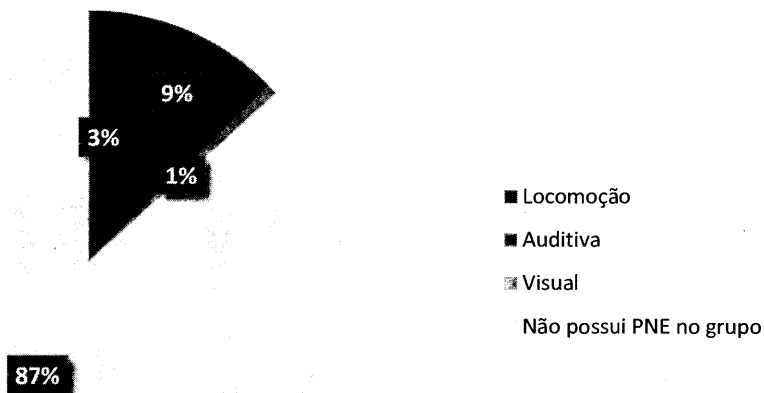 9%
3%
1%
Locomoção
Auditiva
Visual
Não possui PNE no grupo
87%